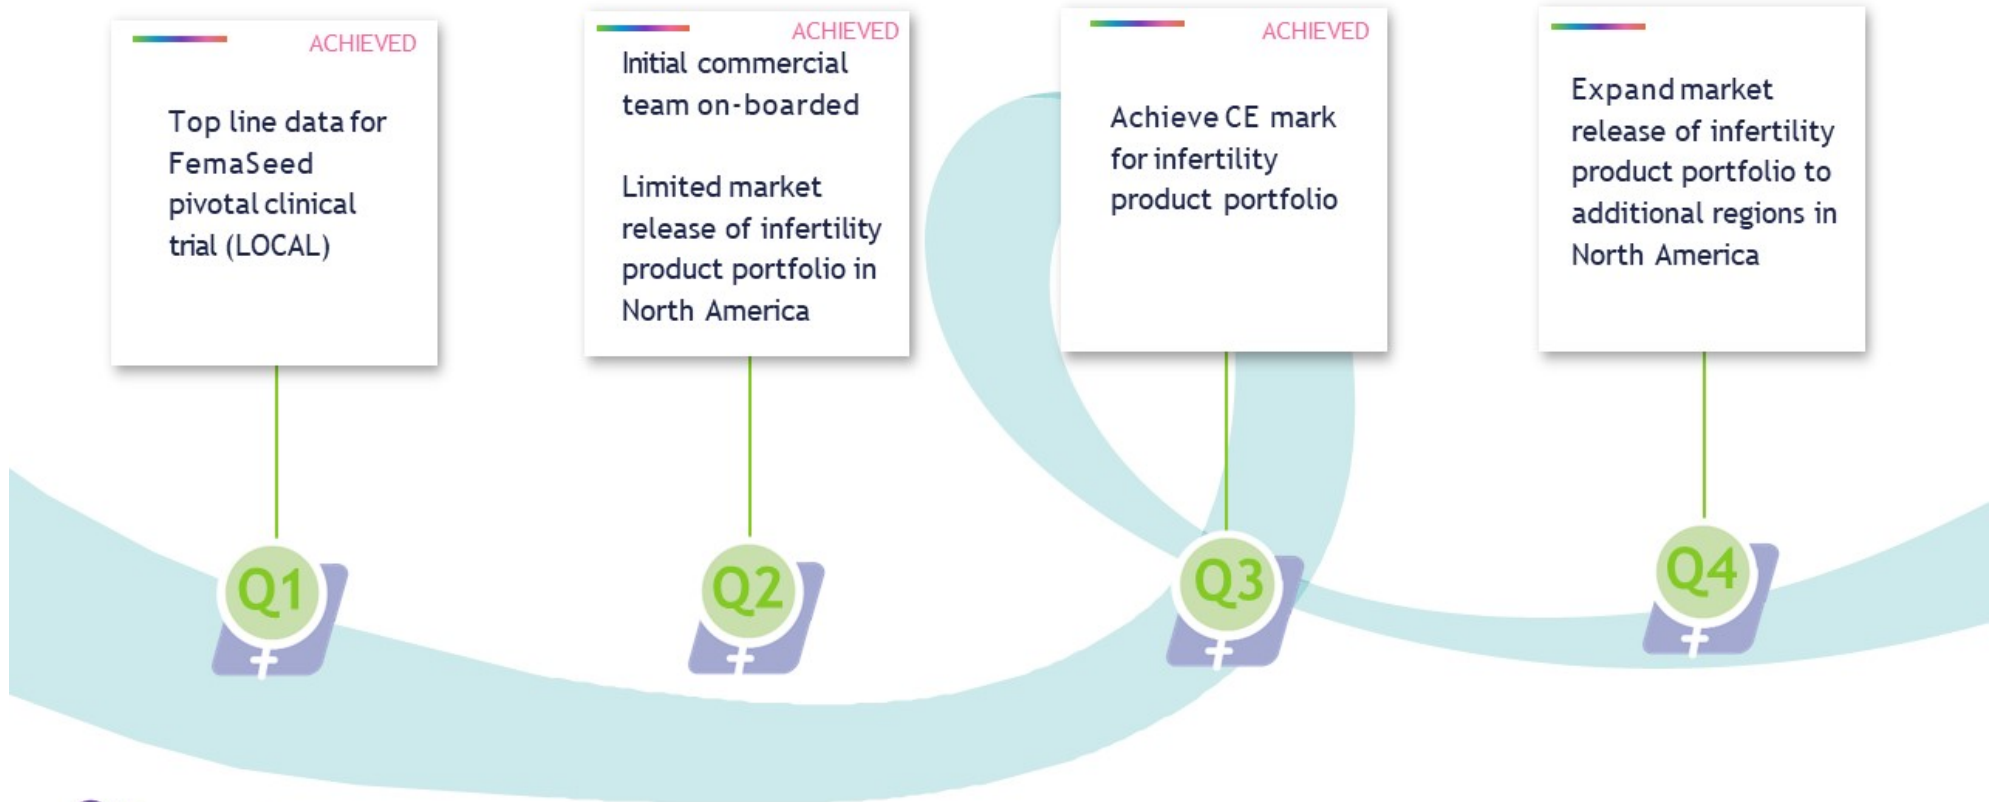 ACHIEVED
Top line data for
FemaSeed
pivotal clinical
trial (LOCAL)
ACHIEVED
Initial commercial
team on-boarded
Limited market
release of infertility
product portfolio in
North America
ACHIEVED
Achieve CE mark
for infertility
product portfolio
Expand market
release of infertility
product portfolio to
additional regions in
North America
Q1
Q2
Q3
Q4